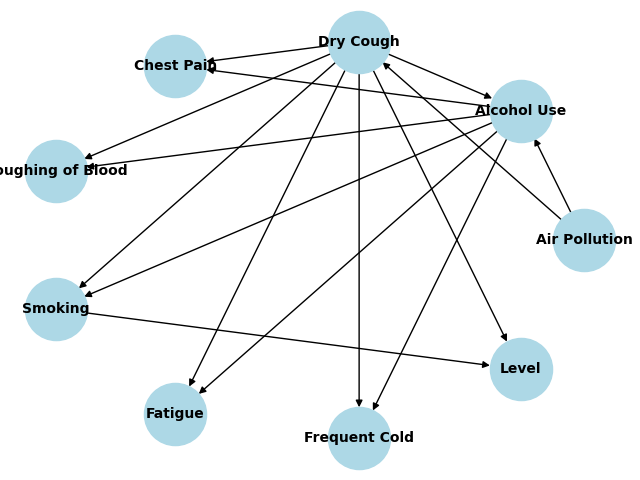 Dry Cough
Chest Pain
Alcohol Use
oughing of Blood
Air Pollution
Smoking
Level
Fatigue
Frequent Cold